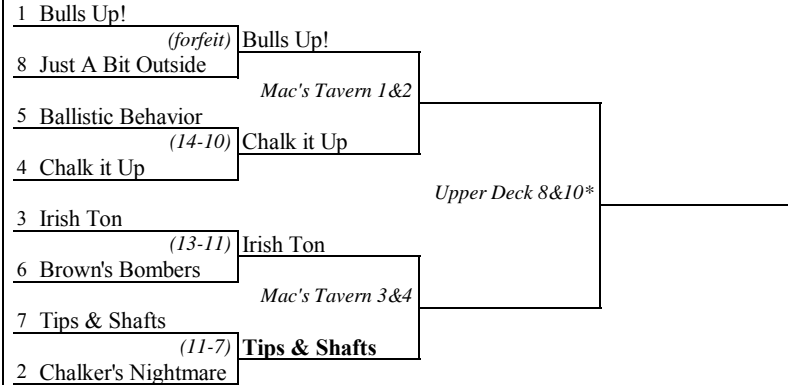 1 Bulls Up!
(forfeit) Bulls Up!
8 Just A Bit Outside
Mac's Tavern 1&2
5 Ballistic Behavior
(14-10) Chalk it Up
4 Chalk it Up
Upper Deck 8&10*
3 Irish Ton
(13-11) Irish Ton
6 Brown's Bombers
Mac's Tavern 3&4
7 Tips & Shafts
(11-7) Tips & Shafts
2 Chalker's Nightmare